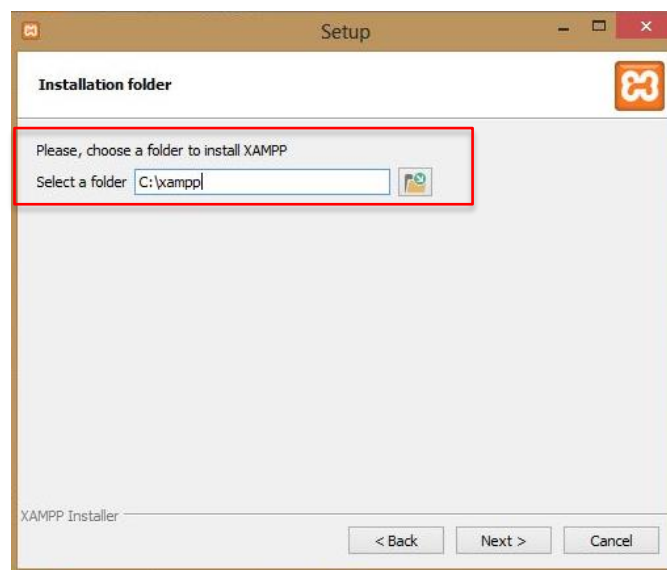 Setup
Installation folder
Please, choose a folder to install XAMPP
Select a folder C:\xampp
XAMPP Installer
< Back Next > Cancel